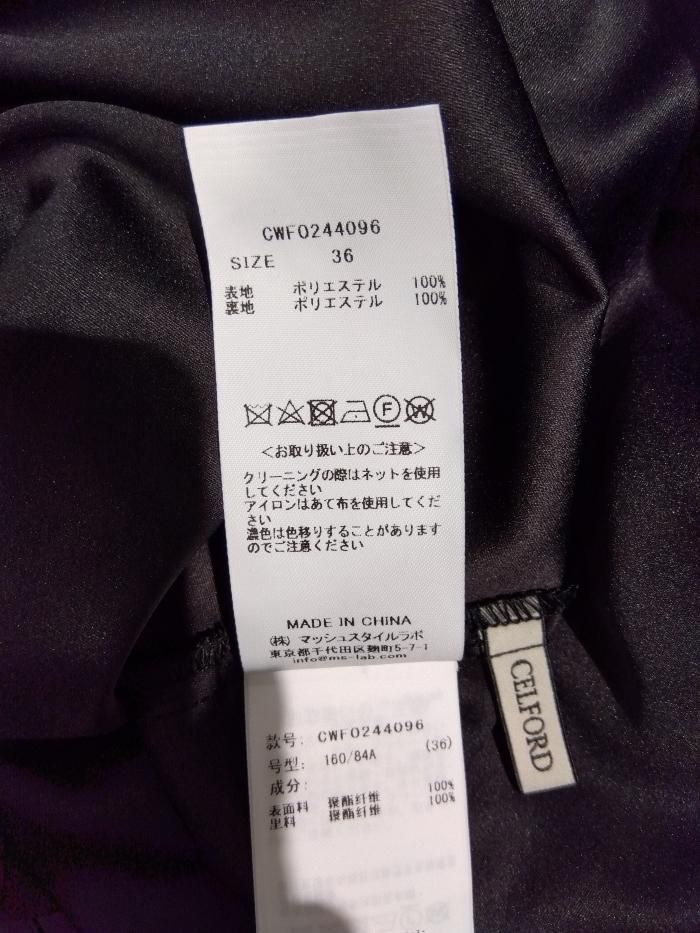 CWF0244096
SIZE 36
表地 ポリエステル 100%
裏地 ポリエステル 100%
F W
<お取り扱い上のご注意>
クリーニングの際はネットを使用
してください
アイロンはあて布を使用してくだ
さい
濃色は色移りすることがあります
のでご注意ください
MADE IN CHINA
(株) マッシュスタイルラボ
東京都千代田区麹町5-7-1
info@ms-lab.com
CELFORD
款号: CWF0244096
号型: 160/84A (36)
成分:
表面料 聚酯纤维 100%
里料 聚酯纤维 100%